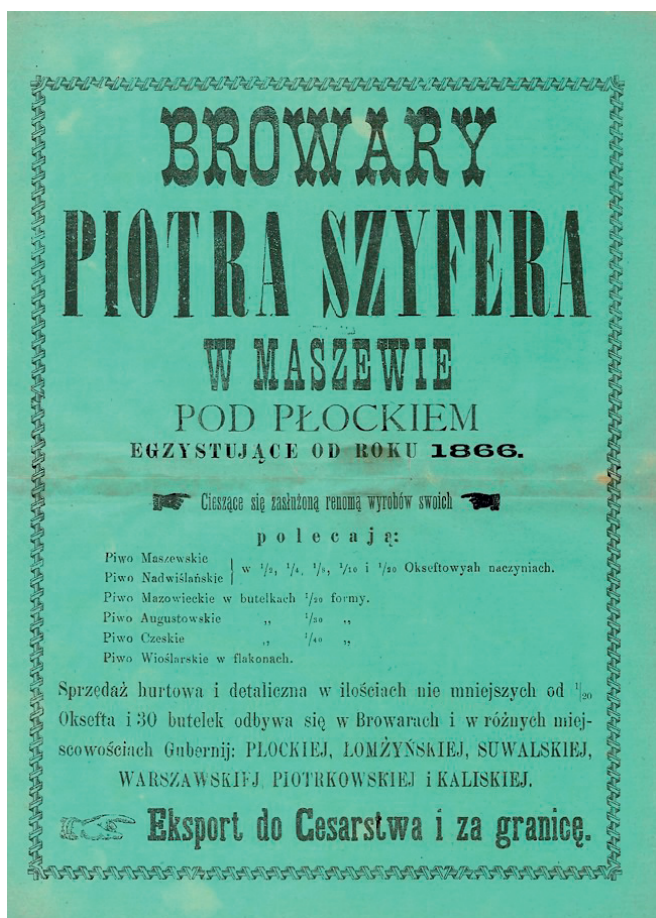 BROWARY
PIOTRA SZYFERA
W MASZEWIE
POD PŁOCKIEM
EGZYSTUJĄCE OD ROKU 1866.
Cieszące się zasłużoną renomą wyrobów swoich
polecają:
Piwo Maszewskie
Piwo Nadwiślańskie } w 1/2, 1/4, 1/8, 1/10 i 1/20 Okseftowyah naczyniach.
Piwo Mazowieckie w butelkach 1/20 formy.
Piwo Augustowskie „ 1/30 „
Piwo Czeskie „ 1/40 „
Piwo Wioślarskie w flakonach.
Sprzedaż hurtowa i detaliczna w ilościach nie mniejszych od 1/20
Oksefta i 30 butelek odbywa się w Browarach i w różnych miej-
scowościach Gubernij: PŁOCKIEJ, ŁOMŻYŃSKIEJ, SUWALSKIEJ,
WARSZAWSKIEJ PIOTRKOWSKIEJ i KALISKIEJ.
Eksport do Cesarstwa i za granicę.